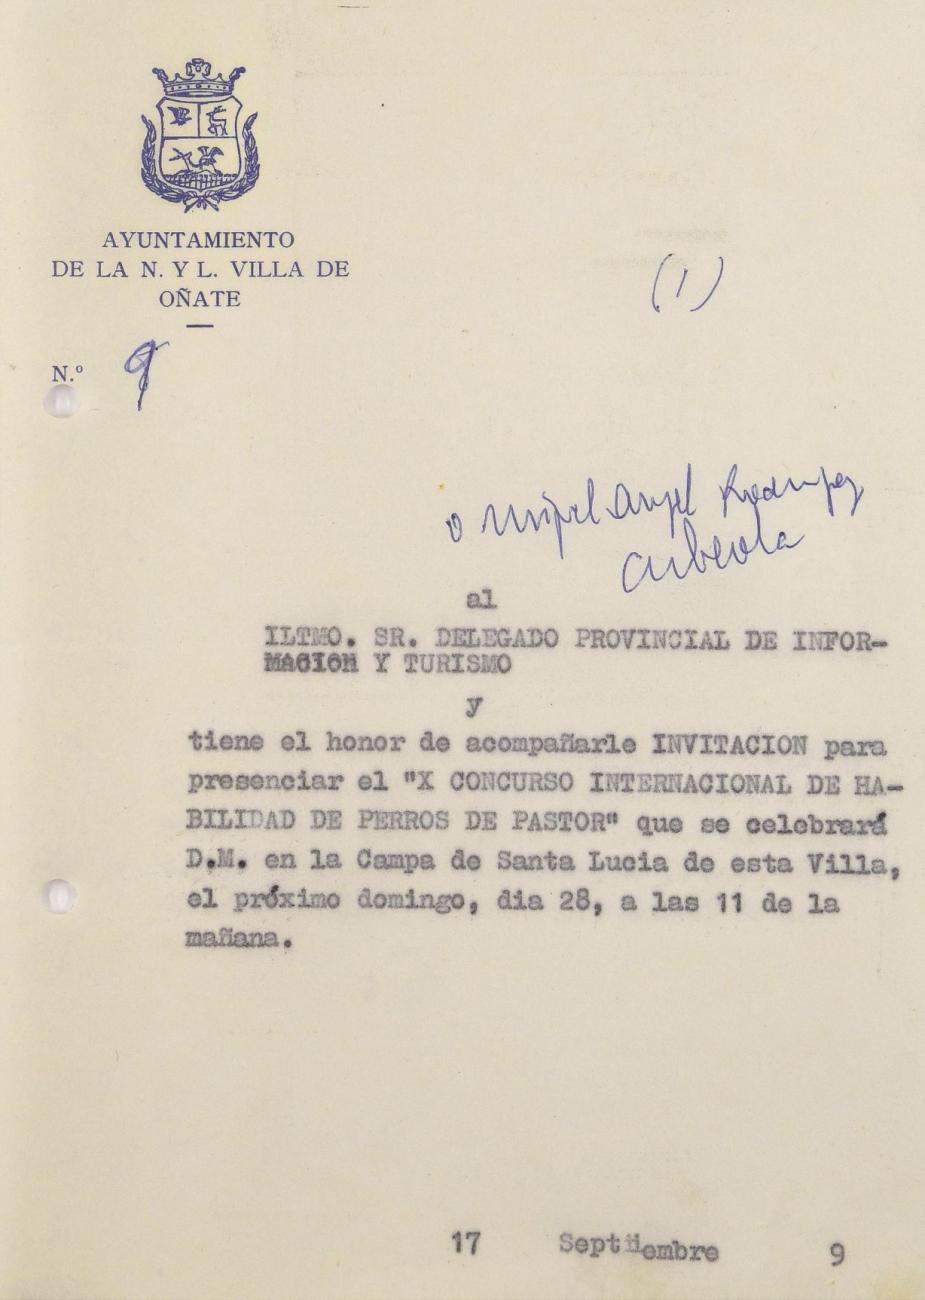 AYUNTAMIENTO
DE LA N. Y L. VILLA DE
OÑATE
(1)
N.º 9
Miguel Angel Rodriguez
al
ILTMO. SR. DELEGADO PROVINCIAL DE INFOR-
MACION Y TURISMO
y
tiene el honor de acompañarle INVITACION para
presenciar el "X CONCURSO INTERNACIONAL DE HA-
BILIDAD DE PERROS DE PASTOR" que se celebrará
D.M. en la Campa de Santa Lucia de esta Villa,
el próximo domingo, dia 28, a las 11 de la
mañana.
17 Septiembre 9